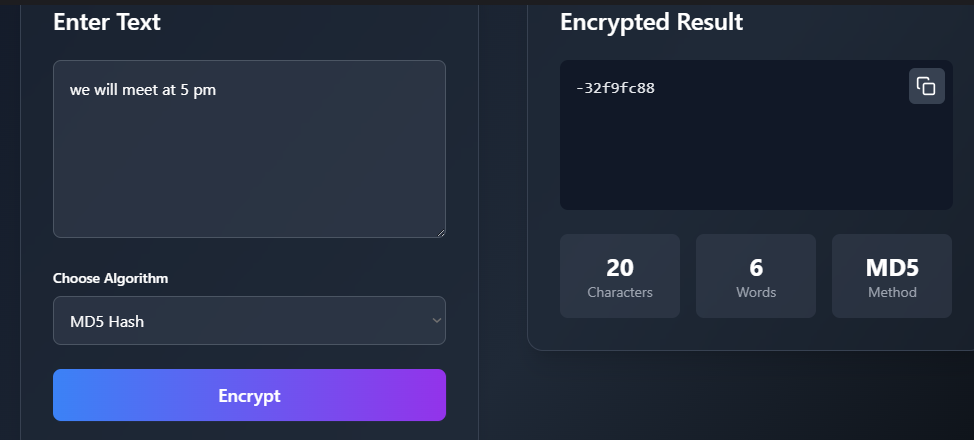 Enter Text
we will meet at 5 pm
Choose Algorithm
MD5 Hash
Encrypt
Encrypted Result
-32f9fc88
20
Characters
6
Words
MD5
Method